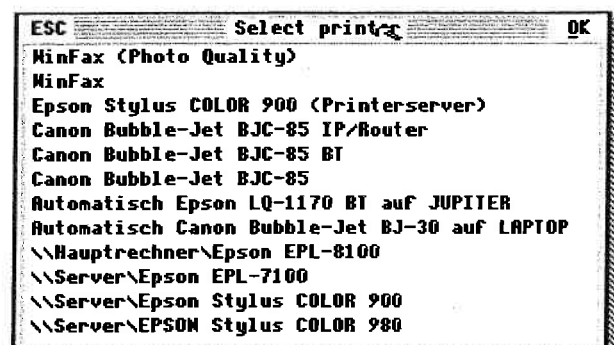 ESC Select printer OK
WinFax (Photo Quality)
WinFax
Epson Stylus COLOR 900 (Printerserver)
Canon Bubble-Jet BJC-85 IP/Router
Canon Bubble-Jet BJC-85 BT
Canon Bubble-Jet BJC-85
Automatisch Epson LQ-1170 BT auf JUPITER
Automatisch Canon Bubble-Jet BJ-30 auf LAPTOP
\\Hauptrechner\Epson EPL-8100
\\Server\Epson EPL-7100
\\Server\Epson Stylus COLOR 900
\\Server\EPSON Stylus COLOR 980